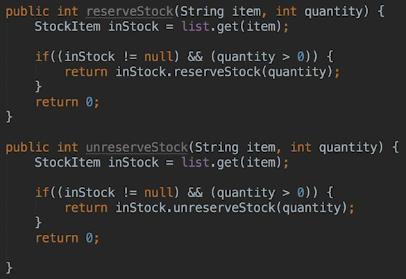 public int reserveStock(String item, int quantity) {
    StockItem inStock = list.get(item);

    if((inStock != null) && (quantity > 0)) {
        return inStock.reserveStock(quantity);
    }
    return 0;
}

public int unreserveStock(String item, int quantity) {
    StockItem inStock = list.get(item);

    if((inStock != null) && (quantity > 0)) {
        return inStock.unreserveStock(quantity);
    }
    return 0;

}